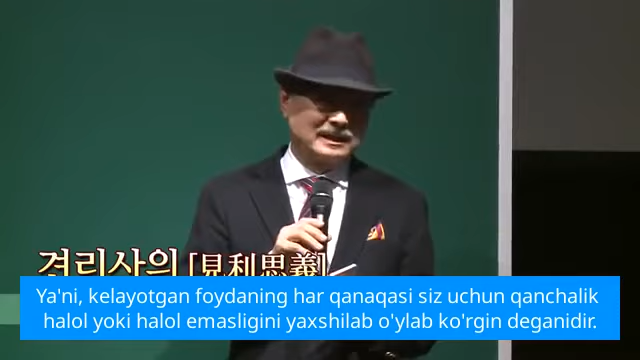 견리사의 [見利思義]
Ya'ni, kelayotgan foydaning har qanaqasi siz uchun qanchalik
halol yoki halol emasligini yaxshilab o'ylab ko'rgin deganidir.